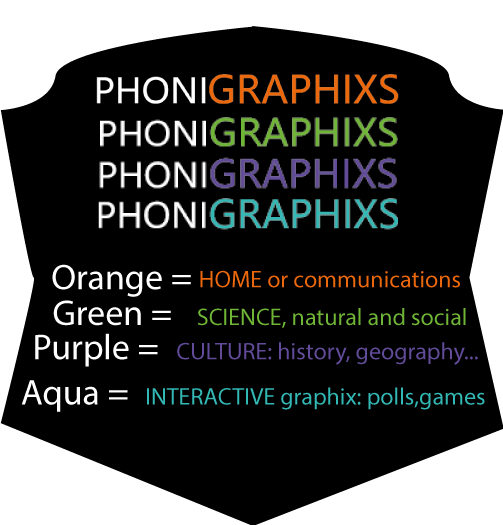 PHONIGRAPHIXS
PHONIGRAPHIXS
PHONIGRAPHIXS
PHONIGRAPHIXS
Orange = HOME or communications
Green = SCIENCE, natural and social
Purple = CULTURE: history, geography...
Aqua = INTERACTIVE graphix: polls,games